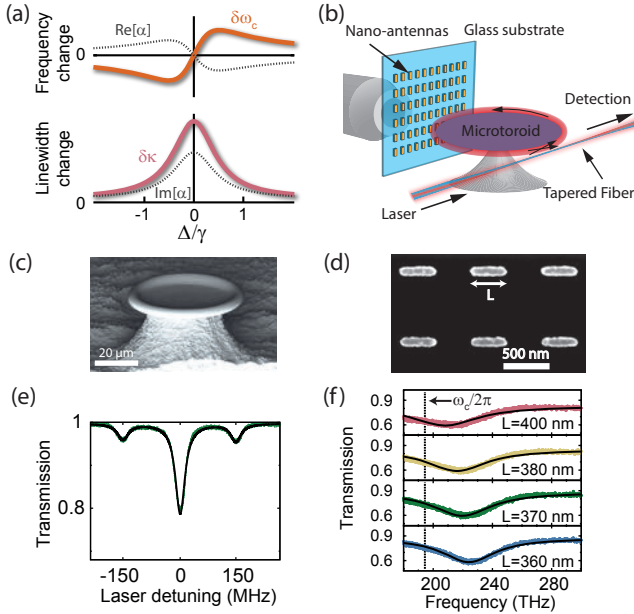 (a)
Re[α]
δω_c
Frequency
change
0
Linewidth
change
δκ
Im[α]
0
-1
0
1
Δ/γ
(b)
Nano-antennas
Glass substrate
Detection
Microtoroid
Laser
Tapered Fiber
(c)
20 μm
(d)
L
500 nm
(e)
Transmission
1
0.8
-150
0
150
Laser detuning (MHz)
(f)
Transmission
ω_c/2π
0.9
0.6
L=400 nm
0.9
0.6
L=380 nm
0.9
0.6
L=370 nm
0.9
0.6
L=360 nm
200
240
280
Frequency (THz)